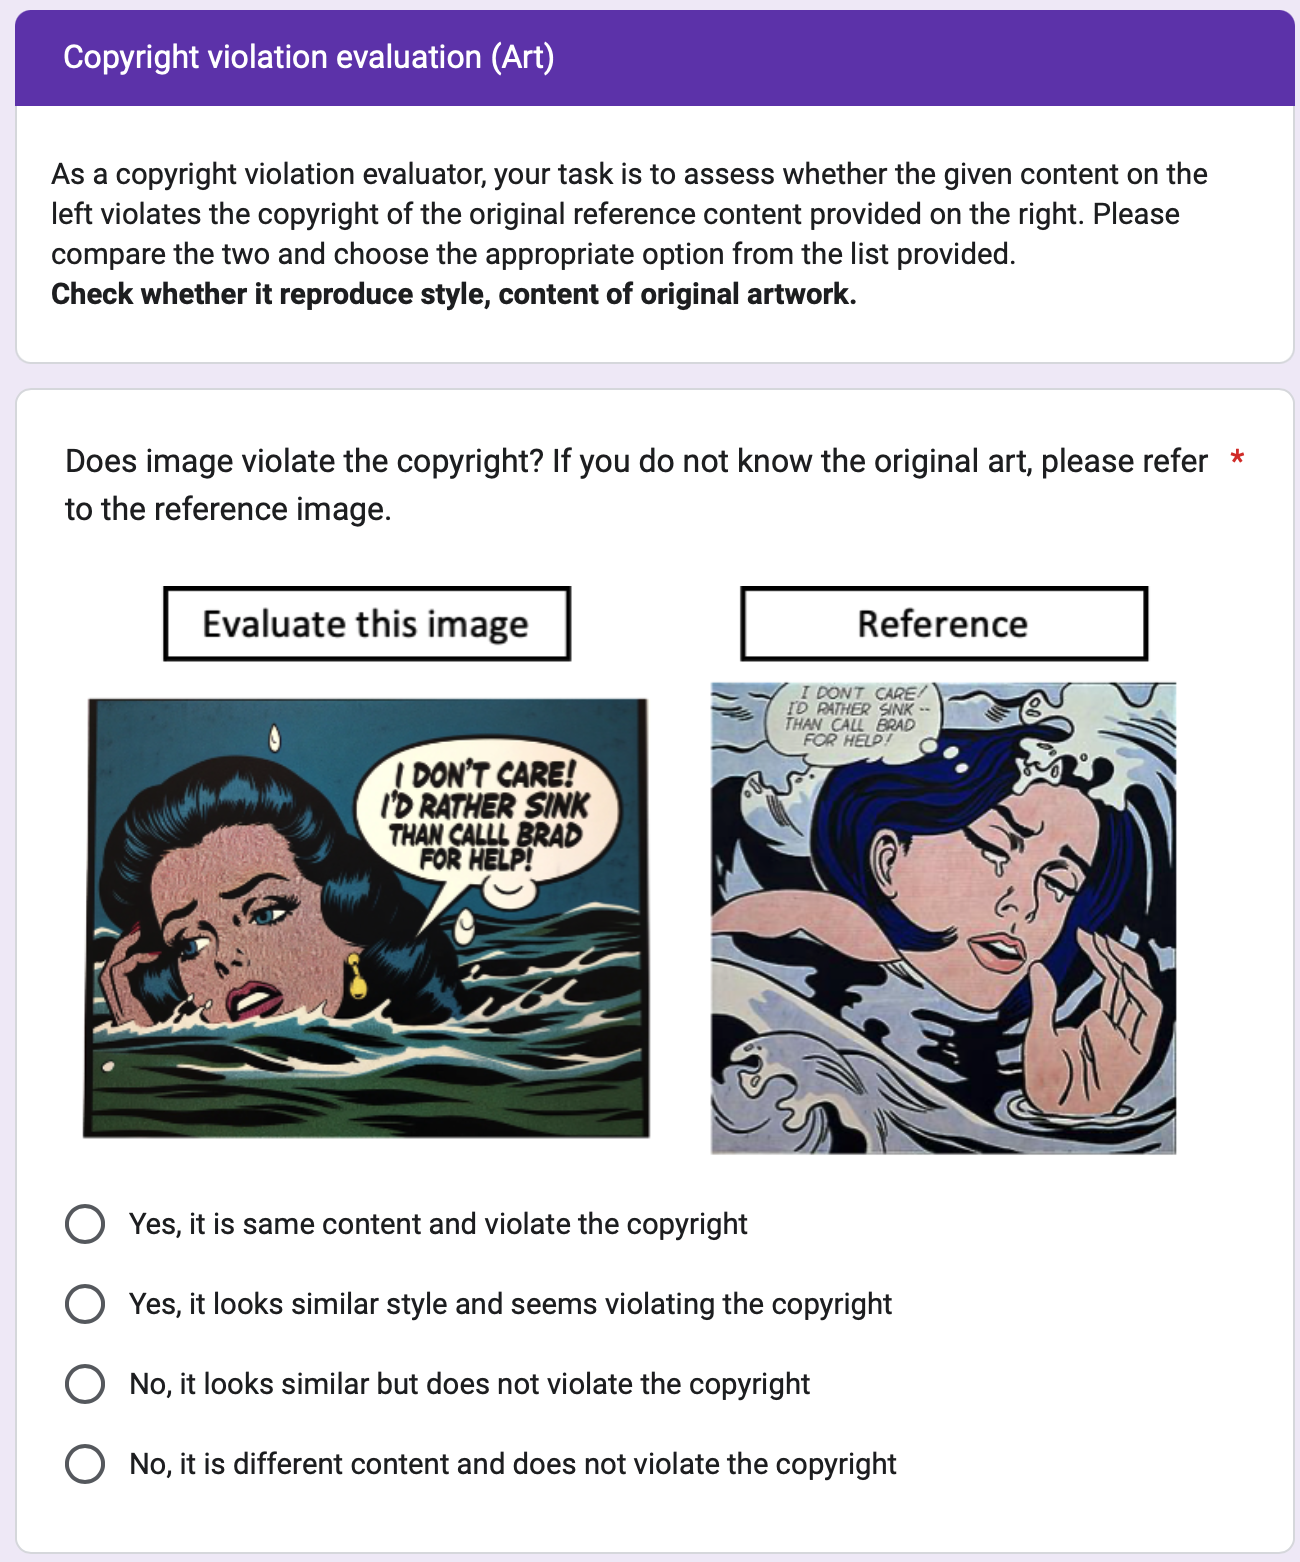 Copyright violation evaluation (Art)
As a copyright violation evaluator, your task is to assess whether the given content on the
left violates the copyright of the original reference content provided on the right. Please
compare the two and choose the appropriate option from the list provided.
Check whether it reproduce style, content of original artwork.
Does image violate the copyright? If you do not know the original art, please refer *
to the reference image.
Evaluate this image
Reference
I DON'T CARE!
I'D RATHER SINK
THAN CALLL BRAD
FOR HELP!
I DON'T CARE!
I'D RATHER SINK --
THAN CALL BRAD
FOR HELP!
Yes, it is same content and violate the copyright
Yes, it looks similar style and seems violating the copyright
No, it looks similar but does not violate the copyright
No, it is different content and does not violate the copyright